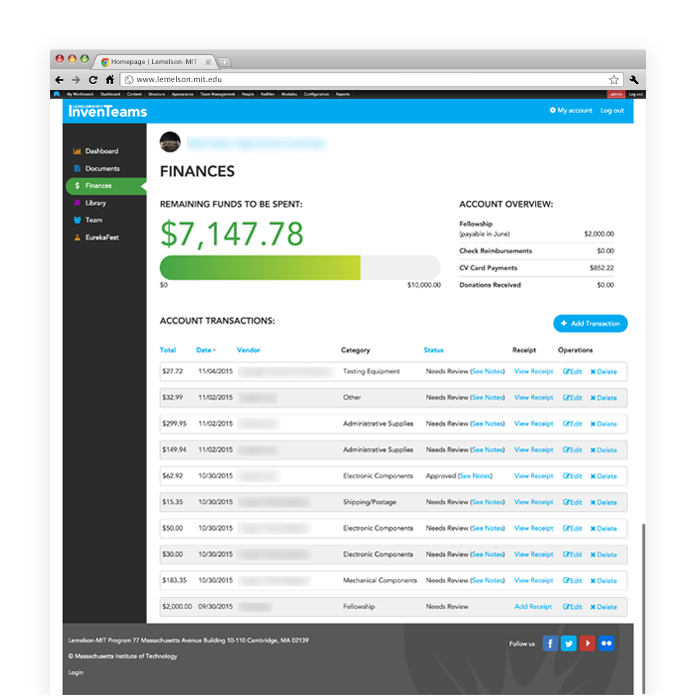 Homepage | Lemelson-MIT
www.lemelson.mit.edu
My Workbench Dashboard Content Structure Appearance Team Management People Modules Configuration Reports admin Log out
LEMELSON-MIT
InvenTeams
My account Log out
Dashboard
Documents
$ Finances
Library
Team
EurekaFest
FINANCES
REMAINING FUNDS TO BE SPENT:
$7,147.78
$0 $10,000.00
ACCOUNT OVERVIEW:
Fellowship
(payable in June) $2,000.00
Check Reimbursements $0.00
CV Card Payments $852.22
Donations Received $0.00
ACCOUNT TRANSACTIONS:
+ Add Transaction
Total Date Vendor Category Status Receipt Operations
$27.72 11/04/2015 Testing Equipment Needs Review (See Notes) View Receipt Edit Delete
$32.99 11/02/2015 Other Needs Review (See Notes) View Receipt Edit Delete
$299.95 11/02/2015 Administrative Supplies Needs Review (See Notes) View Receipt Edit Delete
$149.94 11/02/2015 Administrative Supplies Needs Review (See Notes) View Receipt Edit Delete
$62.92 10/30/2015 Electronic Components Approved (See Notes) View Receipt Edit Delete
$15.35 10/30/2015 Shipping/Postage Needs Review (See Notes) View Receipt Edit Delete
$50.00 10/30/2015 Electronic Components Needs Review (See Notes) View Receipt Edit Delete
$30.00 10/30/2015 Electronic Components Needs Review (See Notes) View Receipt Edit Delete
$183.35 10/30/2015 Mechanical Components Needs Review (See Notes) View Receipt Edit Delete
$2,000.00 09/30/2015 Fellowship Needs Review Add Receipt Edit Delete
Lemelson-MIT Program 77 Massachusetts Avenue Building 10-110 Cambridge, MA 02139
© Massachusetts Institute of Technology
Login
Follow us